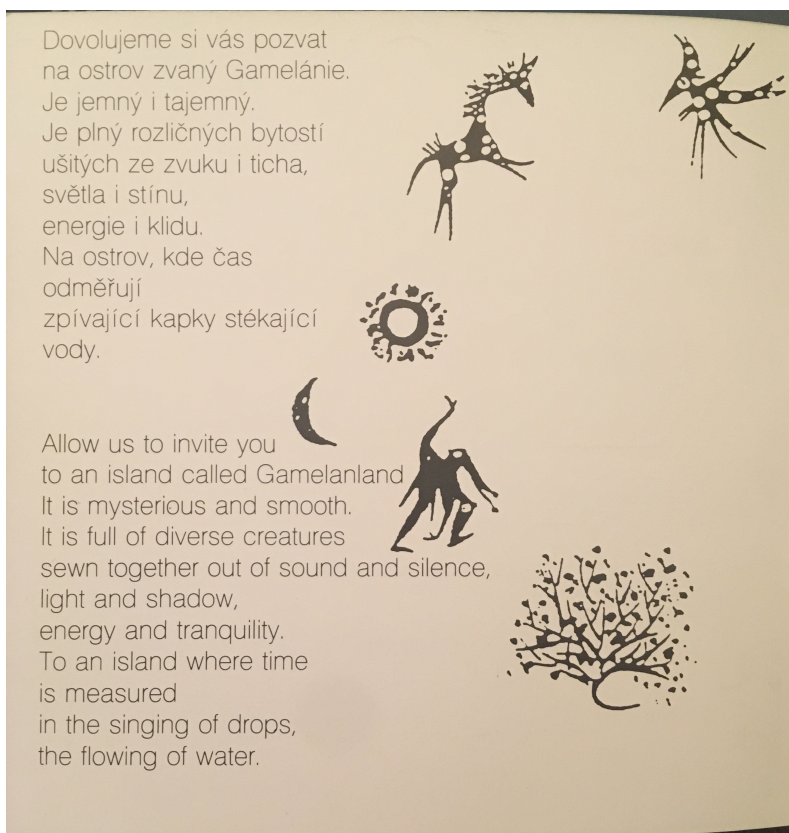 Dovolujeme si vás pozvat
na ostrov zvaný Gamelánie.
Je jemný i tajemný.
Je plný rozličných bytostí
ušitých ze zvuku i ticha,
světla i stínu,
energie i klidu.
Na ostrov, kde čas
odměřují
zpívající kapky stékající
vody.
Allow us to invite you
to an island called Gamelanland
It is mysterious and smooth.
It is full of diverse creatures
sewn together out of sound and silence,
light and shadow,
energy and tranquility.
To an island where time
is measured
in the singing of drops,
the flowing of water.